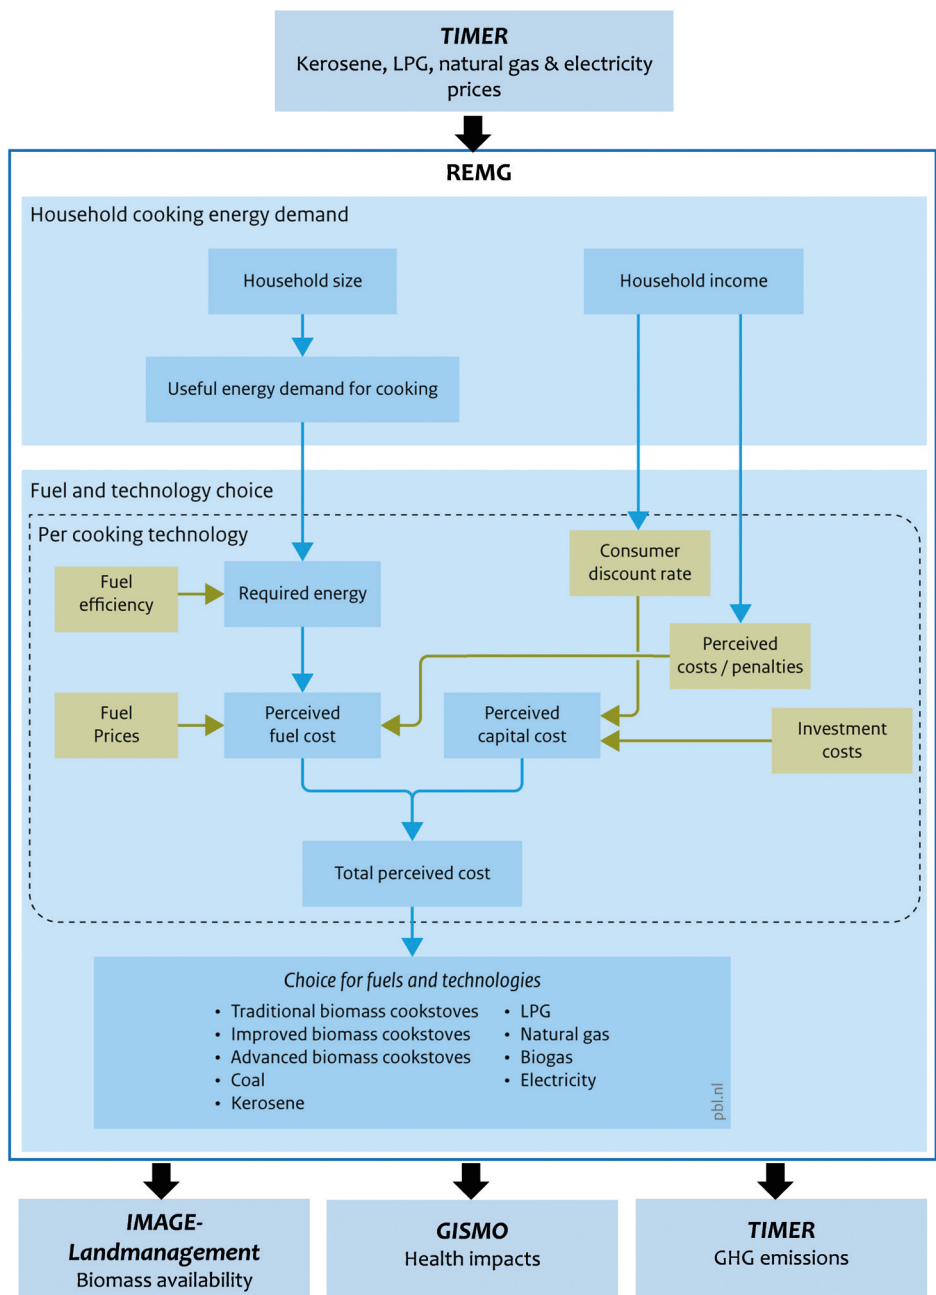 TIMER
Kerosene, LPG, natural gas & electricity
prices
REMG
Household cooking energy demand
Household size
Household income
Useful energy demand for cooking
Fuel and technology choice
Per cooking technology
Consumer
discount rate
Fuel
efficiency
Required energy
Perceived
costs / penalties
Fuel
Prices
Perceived
fuel cost
Perceived
capital cost
Investment
costs
Total perceived cost
Choice for fuels and technologies
• Traditional biomass cookstoves
• Improved biomass cookstoves
• Advanced biomass cookstoves
• Coal
• Kerosene
• LPG
• Natural gas
• Biogas
• Electricity
pbl.nl
IMAGE-
Landmanagement
Biomass availability
GISMO
Health impacts
TIMER
GHG emissions